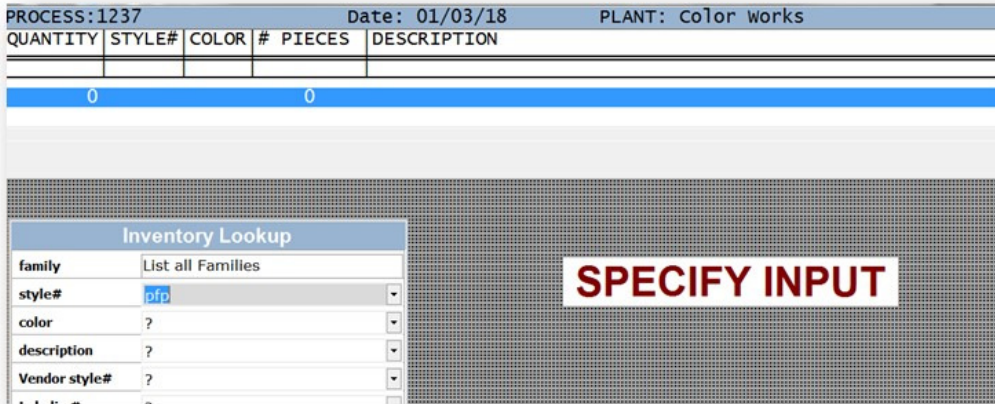 PROCESS:1237 Date: 01/03/18 PLANT: Color Works
QUANTITY STYLE# COLOR # PIECES DESCRIPTION
0 0
Inventory Lookup
family List all Families
SPECIFY INPUT
style# pfp
color ?
description ?
Vendor style# ?